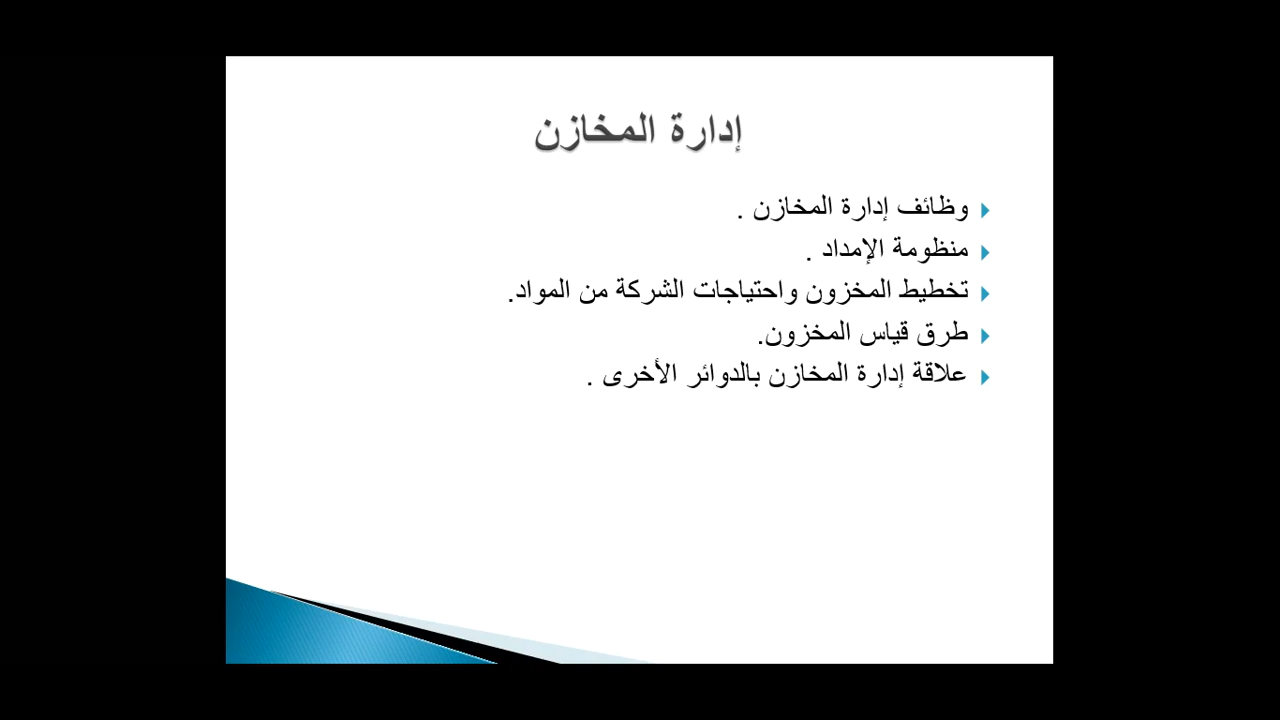 إدارة المخازن
وظائف إدارة المخازن .
منظومة الإمداد .
تخطيط المخزون واحتياجات الشركة من المواد.
طرق قياس المخزون.
علاقة إدارة المخازن بالدوائر الأخرى .